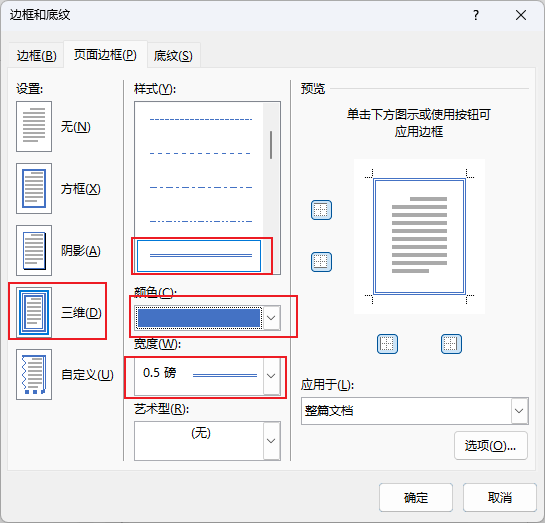 边框和底纹
?
边框(B) 页面边框(P) 底纹(S)
设置:
无(N)
方框(X)
阴影(A)
三维(D)
自定义(U)
样式(Y):
颜色(C):
宽度(W):
0.5 磅
艺术型(R):
(无)
预览
单击下方图示或使用按钮可
应用边框
应用于(L):
整篇文档
选项(O)...
确定 取消